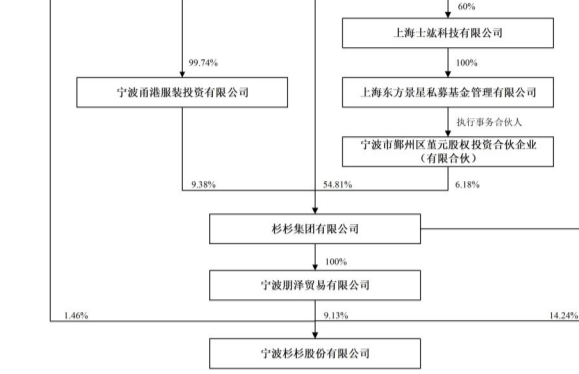 60%
上海士竑科技有限公司
99.74%
100%
宁波甬港服装投资有限公司
上海东方景星私募基金管理有限公司
执行事务合伙人
宁波市鄞州区堇元股权投资合伙企业
（有限合伙）
9.38%
54.81%
6.18%
杉杉集团有限公司
100%
宁波朋泽贸易有限公司
1.46%
9.13%
14.24%
宁波杉杉股份有限公司